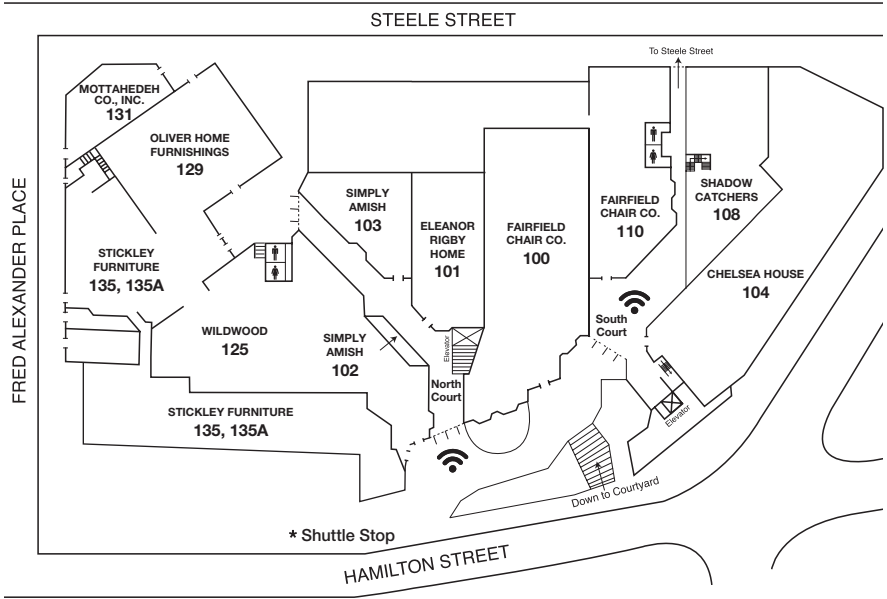 STEELE STREET
To Steele Street
MOTTAHEDEH
CO., INC.
131
OLIVER HOME
FURNISHINGS
129
SIMPLY
AMISH
103
ELEANOR
RIGBY
HOME
101
FAIRFIELD
CHAIR CO.
100
FAIRFIELD
CHAIR CO.
110
SHADOW
CATCHERS
108
CHELSEA HOUSE
104
FRED ALEXANDER PLACE
STICKLEY
FURNITURE
135, 135A
WILDWOOD
125
SIMPLY
AMISH
102
Elevator
North
Court
South
Court
Elevator
STICKLEY FURNITURE
135, 135A
Down to Courtyard
* Shuttle Stop
HAMILTON STREET